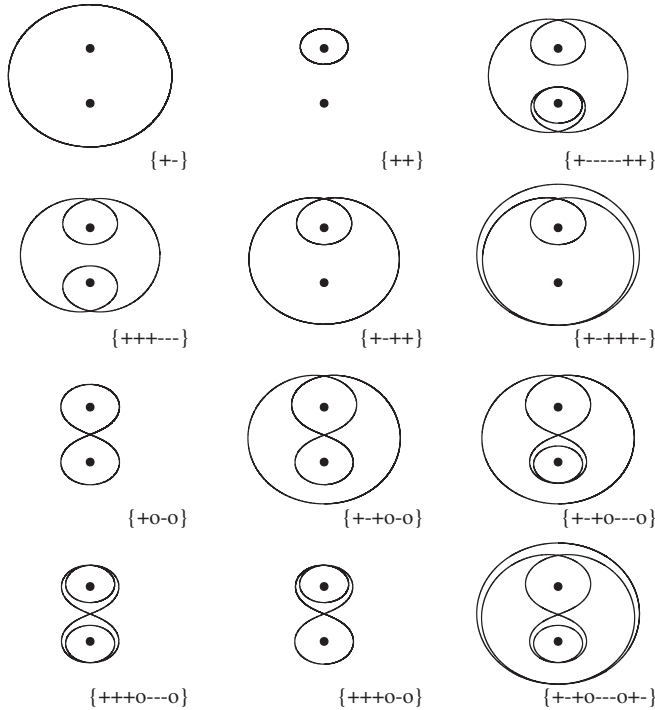 {+-}
{++}
{+-----++}
{+++---}
{+-++}
{+-+++-}
{+o-o}
{+-+o-o}
{+-+o---o}
{+++o---o}
{+++o-o}
{+-+o---o+-}